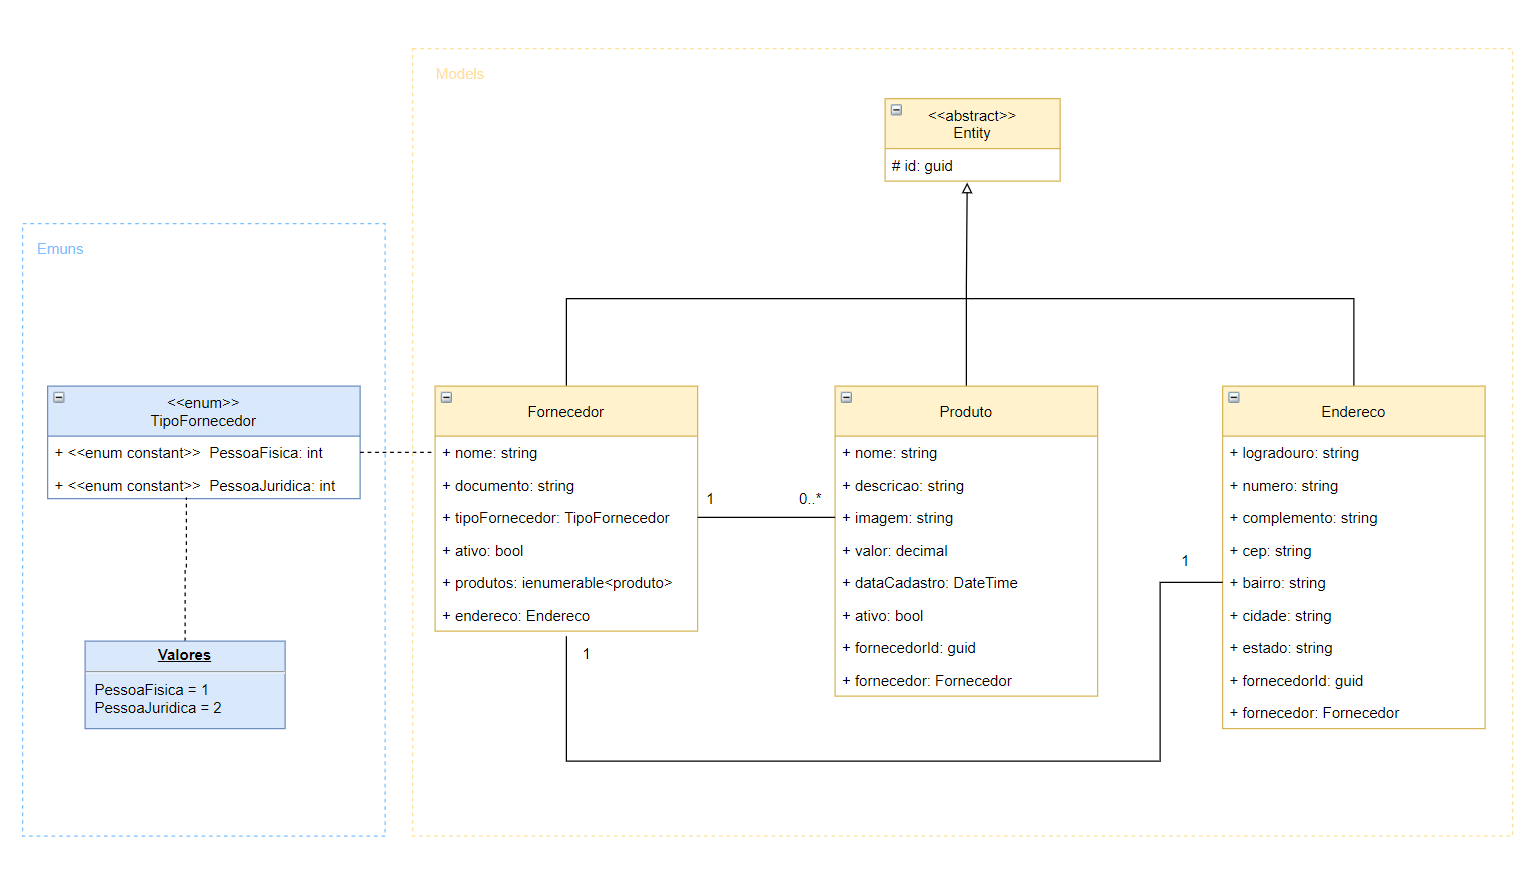 Models
<<abstract>>
Entity
# id: guid
Emuns
<<enum>>
TipoFornecedor
+ <<enum constant>> PessoaFisica: int
+ <<enum constant>> PessoaJuridica: int
Valores
PessoaFisica = 1
PessoaJuridica = 2
Fornecedor
+ nome: string
+ documento: string
+ tipoFornecedor: TipoFornecedor
+ ativo: bool
+ produtos: ienumerable<produto>
+ endereco: Endereco
1
0..*
1
1
Produto
+ nome: string
+ descricao: string
+ imagem: string
+ valor: decimal
+ dataCadastro: DateTime
+ ativo: bool
+ fornecedorId: guid
+ fornecedor: Fornecedor
Endereco
+ logradouro: string
+ numero: string
+ complemento: string
+ cep: string
+ bairro: string
+ cidade: string
+ estado: string
+ fornecedorId: guid
+ fornecedor: Fornecedor